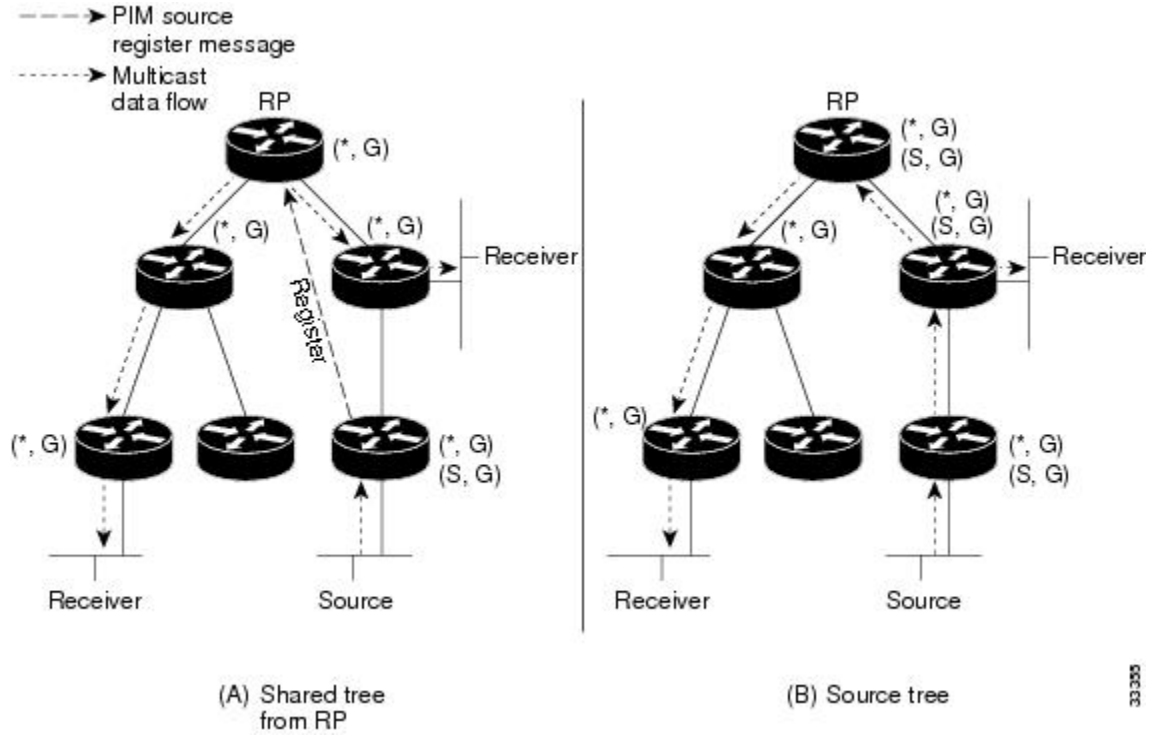 PIM source
register message
Multicast
data flow
RP
(*, G)
(*, G)
(*, G)
Receiver
Register
(*, G)
(*, G)
(S, G)
Receiver
Source
(A) Shared tree
from RP
RP
(*, G)
(S, G)
(*, G)
(S, G)
(*, G)
Receiver
(*, G)
(*, G)
(S, G)
Receiver
Source
(B) Source tree
33355